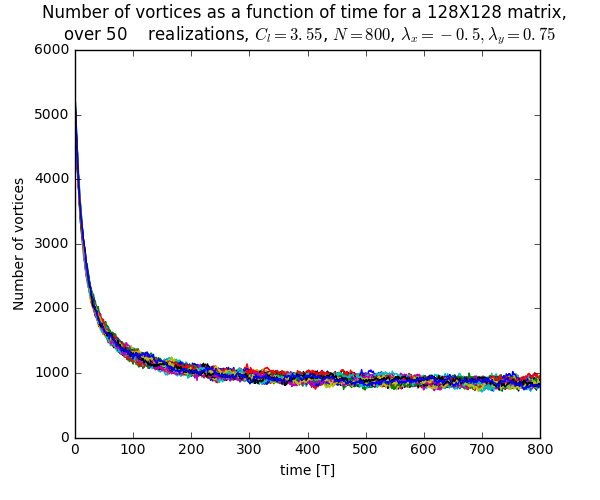 Number of vortices as a function of time for a 128X128 matrix,
over 50    realizations, C_l = 3.55, N = 800, λ_x = −0.5, λ_y = 0.75
6000
5000
4000
3000
2000
1000
0
Number of vortices
0 100 200 300 400 500 600 700 800
time [T]